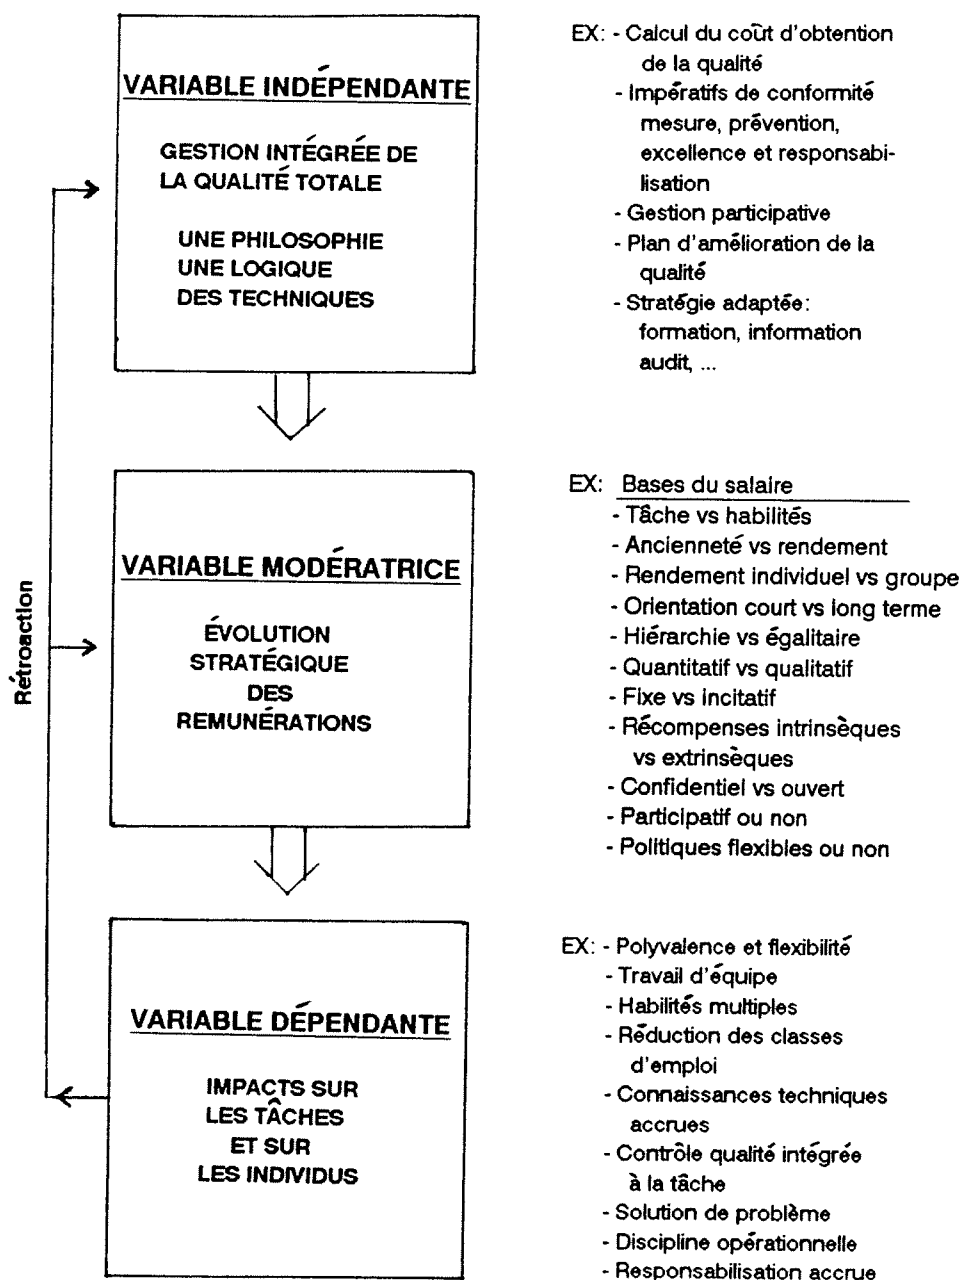 VARIABLE INDÉPENDANTE
GESTION INTÉGRÉE DE
LA QUALITÉ TOTALE
UNE PHILOSOPHIE
UNE LOGIQUE
DES TECHNIQUES
EX: - Calcul du coût d'obtention
de la qualité
- Impératifs de conformité
mesure, prévention,
excellence et responsabi-
lisation
- Gestion participative
- Plan d'amélioration de la
qualité
- Stratégie adaptée:
formation, information
audit, ...
Rétroaction
VARIABLE MODÉRATRICE
ÉVOLUTION
STRATÉGIQUE
DES
REMUNÉRATIONS
EX: Bases du salaire
- Tâche vs habilités
- Ancienneté vs rendement
- Rendement individuel vs groupe
- Orientation court vs long terme
- Hiérarchie vs égalitaire
- Quantitatif vs qualitatif
- Fixe vs incitatif
- Récompenses intrinsèques
vs extrinsèques
- Confidentiel vs ouvert
- Participatif ou non
- Politiques flexibles ou non
VARIABLE DÉPENDANTE
IMPACTS SUR
LES TÂCHES
ET SUR
LES INDIVIDUS
EX: - Polyvalence et flexibilité
- Travail d'équipe
- Habilités multiples
- Réduction des classes
d'emploi
- Connaissances techniques
accrues
- Contrôle qualité intégrée
à la tâche
- Solution de problème
- Discipline opérationnelle
- Responsabilisation accrue